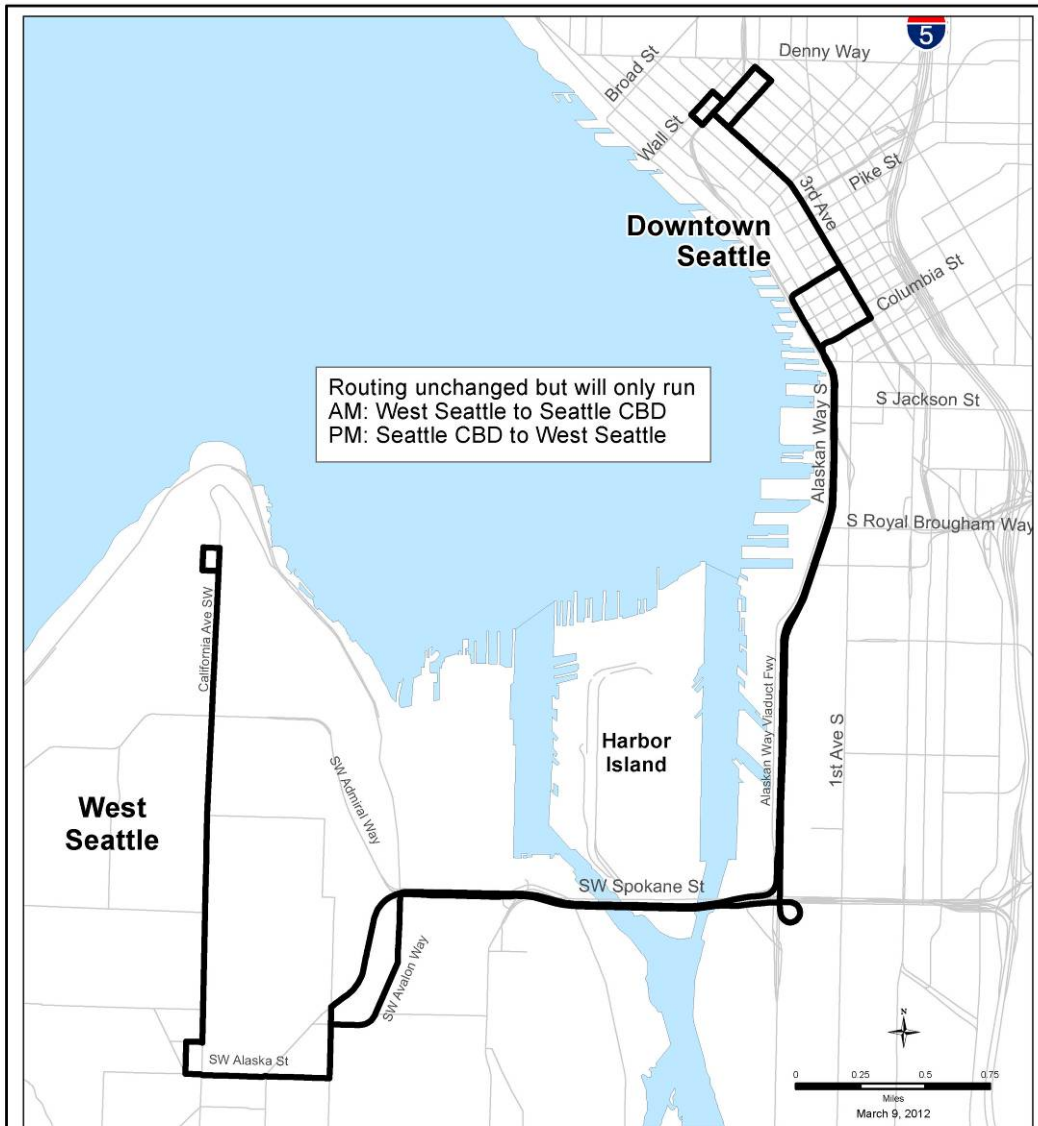 5
Denny Way
Broad St
Wall St
Pike St
3rd Ave
Downtown
Seattle
Columbia St
Routing unchanged but will only run
AM: West Seattle to Seattle CBD
PM: Seattle CBD to West Seattle
Alaskan Way S
S Jackson St
S Royal Brougham Way
California Ave SW
Alaskan Way Viaduct Fwy
1st Ave S
Harbor
Island
SW Admiral Way
West
Seattle
SW Spokane St
SW Avalon Way
SW Alaska St
N
0 0.25 0.5 0.75
Miles
March 9, 2012